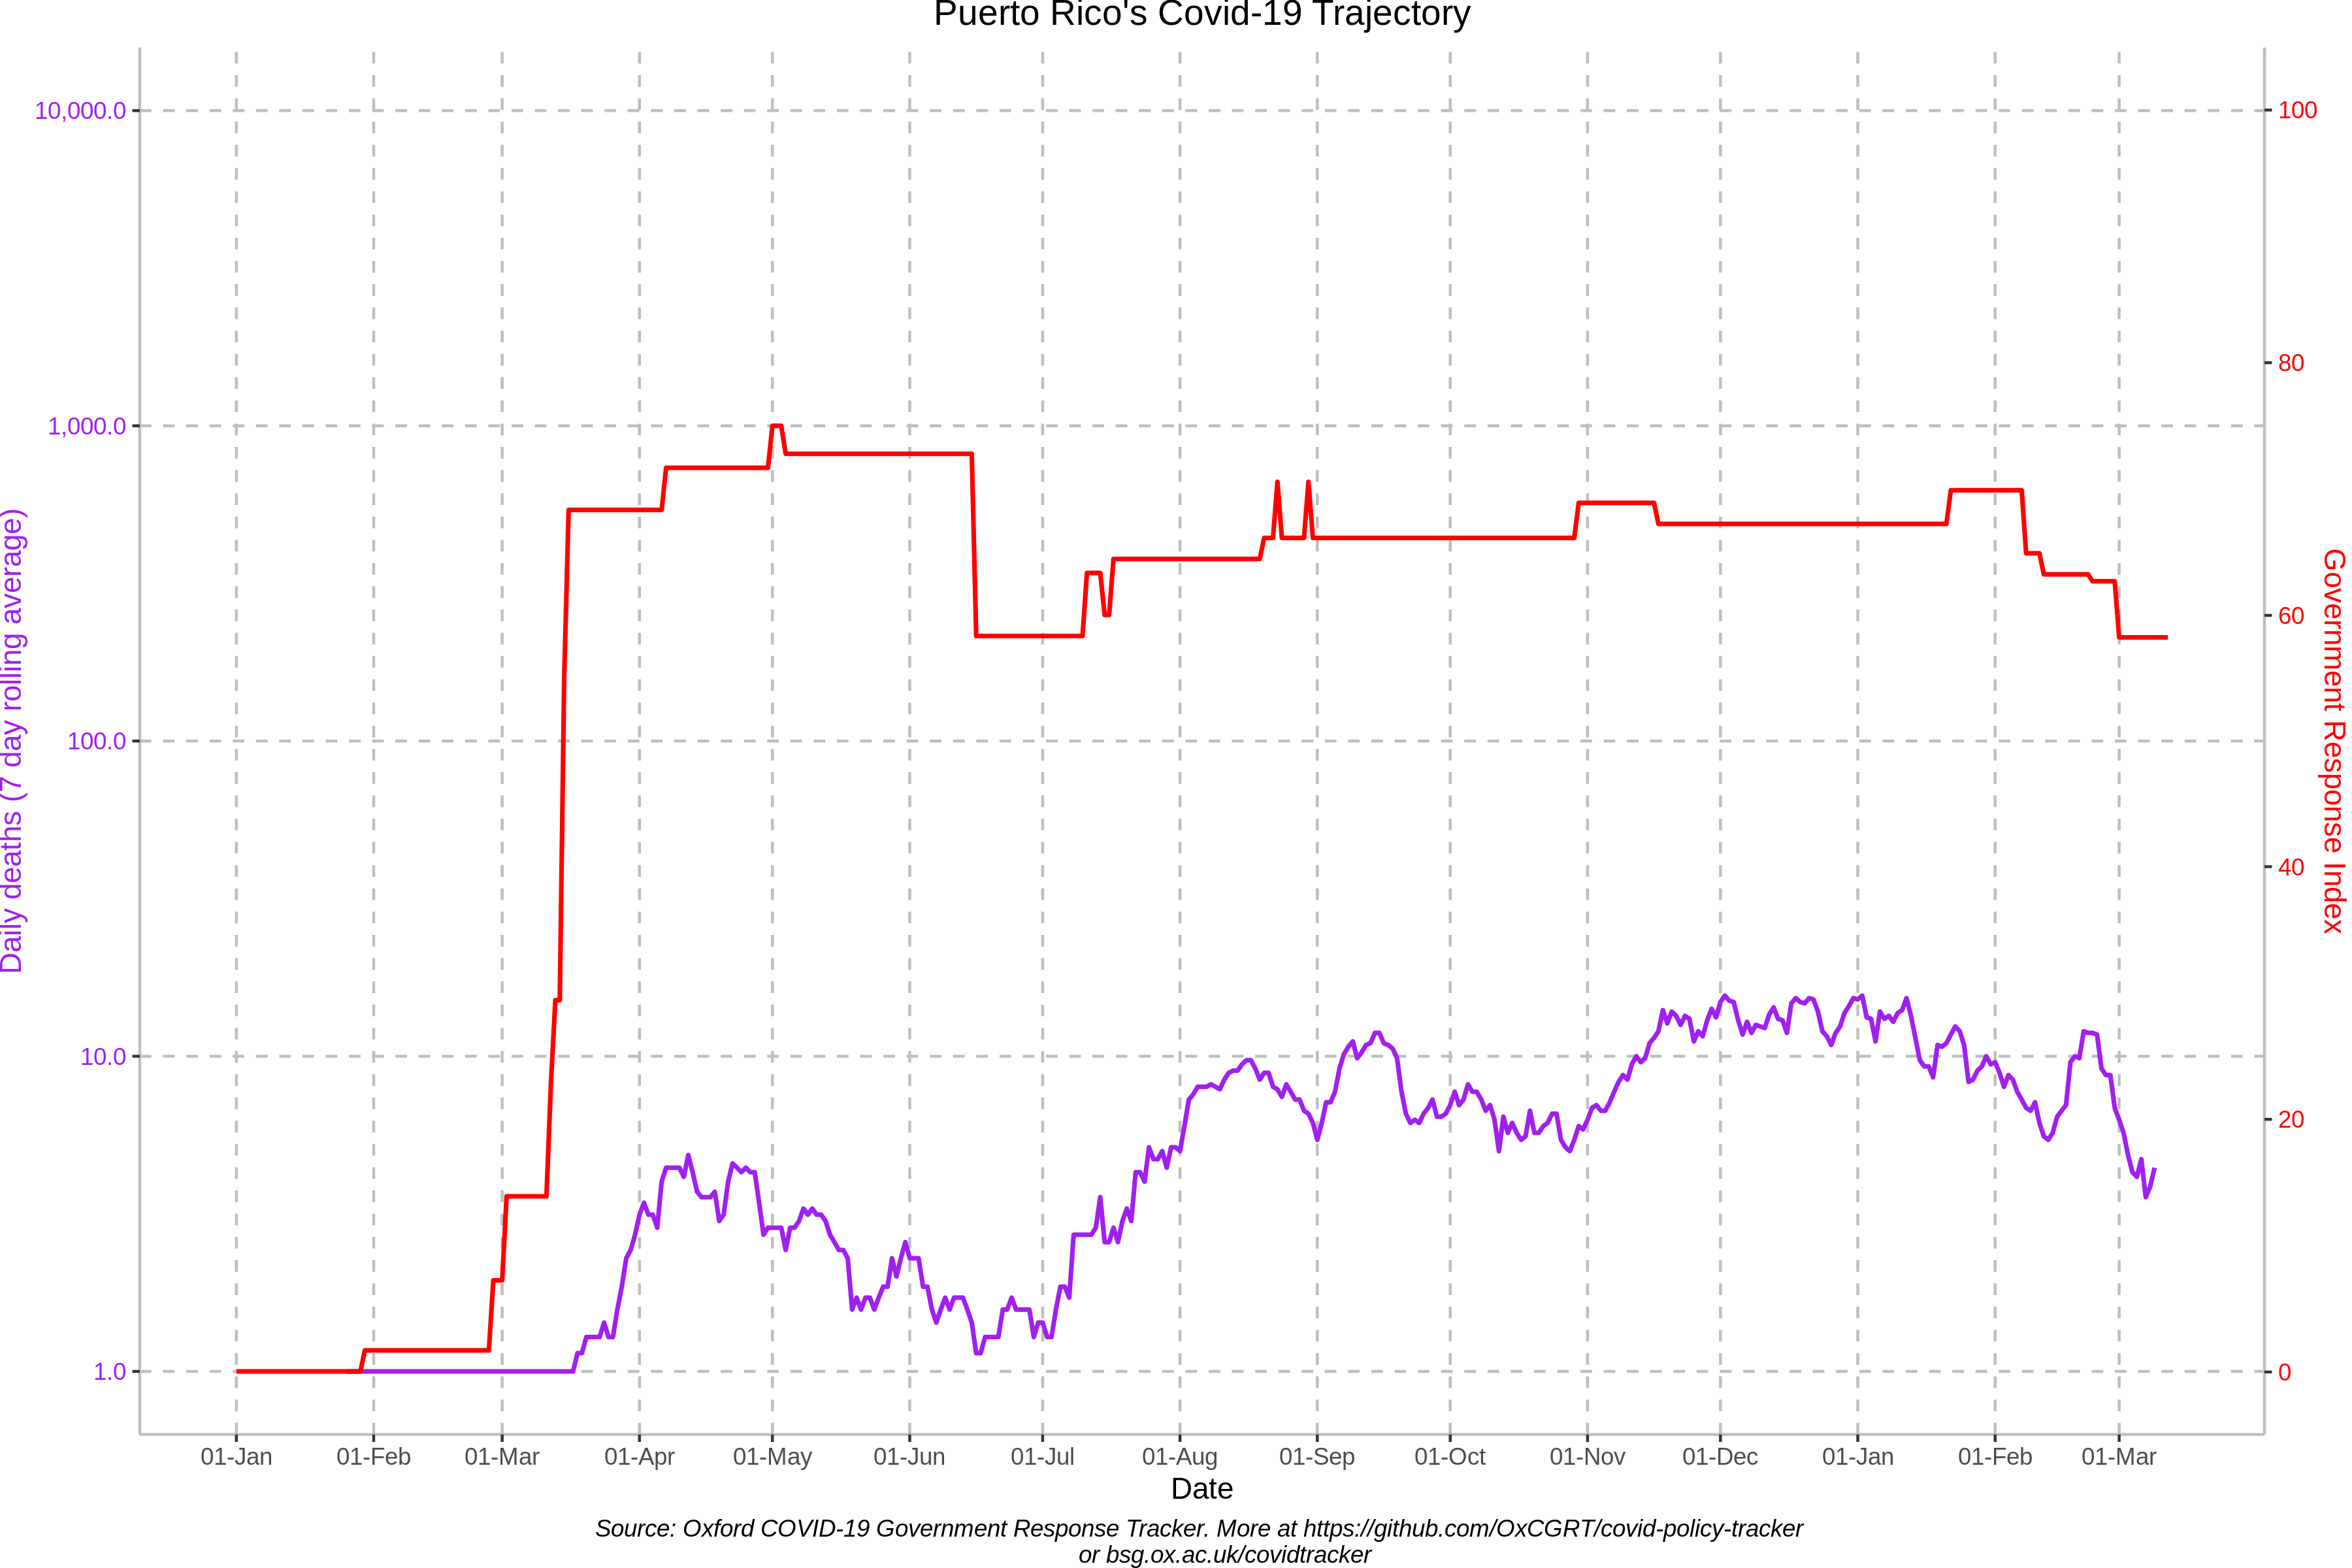 Puerto Rico's Covid-19 Trajectory
10,000.0
1,000.0
100.0
10.0
1.0
Daily deaths (7 day rolling average)
100
80
60
40
20
0
Government Response Index
01-Jan
01-Feb
01-Mar
01-Apr
01-May
01-Jun
01-Jul
01-Aug
01-Sep
01-Oct
01-Nov
01-Dec
01-Jan
01-Feb
01-Mar
Date
Source: Oxford COVID-19 Government Response Tracker. More at https://github.com/OxCGRT/covid-policy-tracker
or bsg.ox.ac.uk/covidtracker